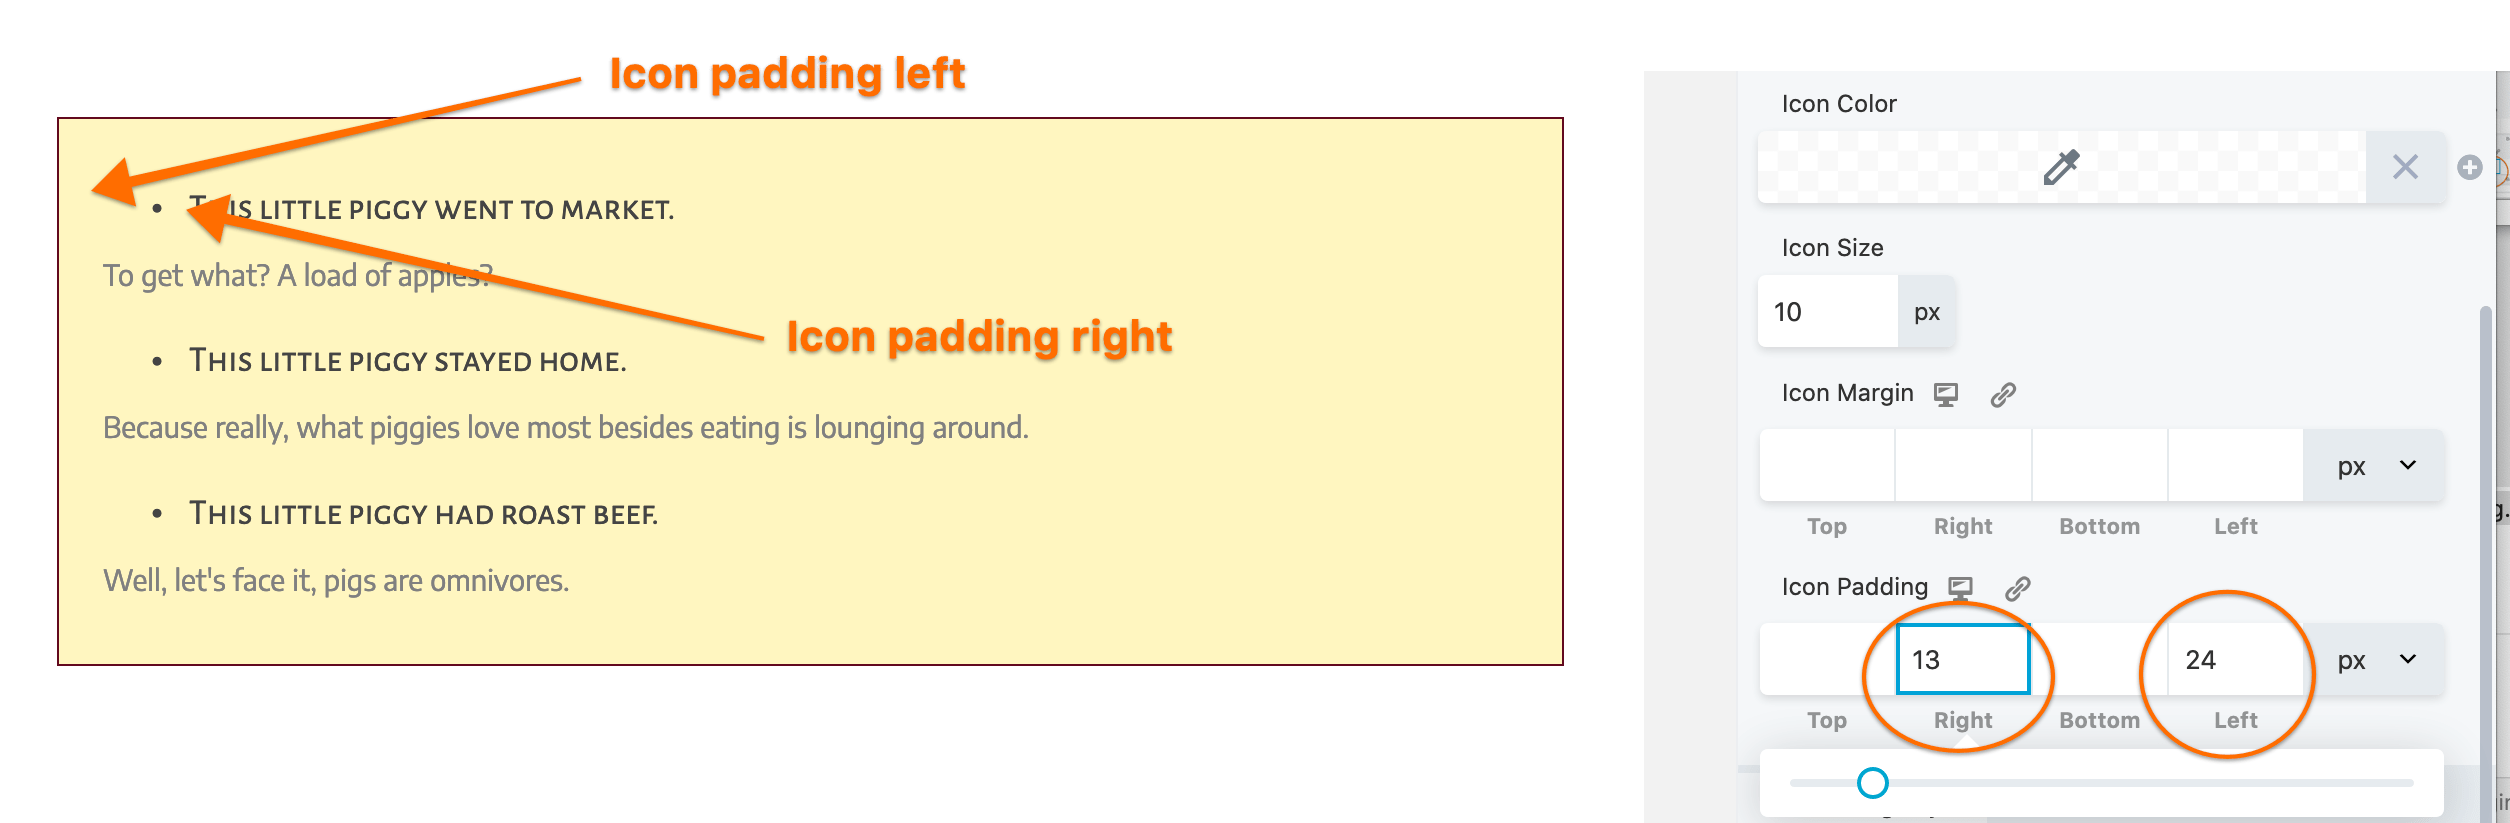 Icon padding left
This little piggy went to market.
To get what? A load of apples?
Icon padding right
This little piggy stayed home.
Because really, what piggies love most besides eating is lounging around.
This little piggy had roast beef.
Well, let's face it, pigs are omnivores.
Icon Color
Icon Size
10 px
Icon Margin
px
Top Right Bottom Left
Icon Padding
13 24 px
Top Right Bottom Left